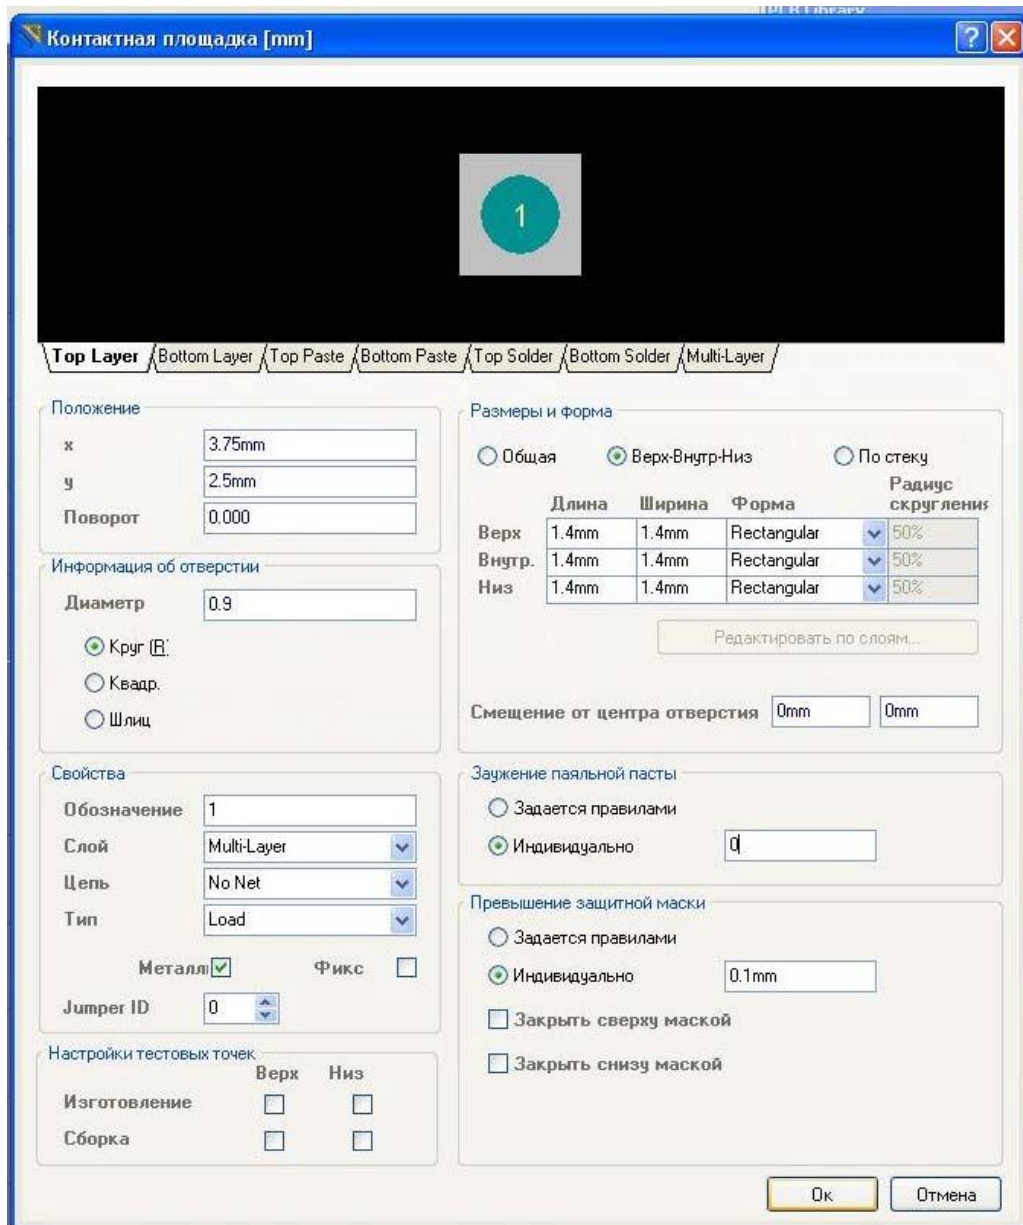 PCB Library
Контактная площадка [mm]
1
Top Layer Bottom Layer Top Paste Bottom Paste Top Solder Bottom Solder Multi-Layer
Положение
x 3.75mm
y 2.5mm
Поворот 0.000
Информация об отверстии
Диаметр 0.9
Круг (R)
Квадр.
Шлиц
Свойства
Обозначение 1
Слой Multi-Layer
Цепь No Net
Тип Load
Металл Фикс
Jumper ID 0
Настройки тестовых точек
Верх Низ
Изготовление
Сборка
Размеры и форма
Общая Верх-Внутр-Низ По стеку
Радиус
Длина Ширина Форма скругления
Верх 1.4mm 1.4mm Rectangular 50%
Внутр. 1.4mm 1.4mm Rectangular 50%
Низ 1.4mm 1.4mm Rectangular 50%
Редактировать по слоям...
Смещение от центра отверстия 0mm 0mm
Заужение паяльной пасты
Задается правилами
Индивидуально 0
Превышение защитной маски
Задается правилами
Индивидуально 0.1mm
Закрыть сверху маской
Закрыть снизу маской
Ок Отмена